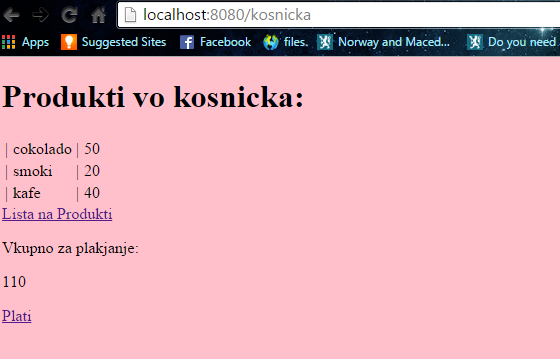 localhost:8080/kosnicka
Apps Suggested Sites Facebook files. Norway and Maced... Do you need
Produkti vo kosnicka:
| cokolado | 50
| smoki | 20
| kafe | 40
Lista na Produkti
Vkupno za plakjanje:
110
Plati